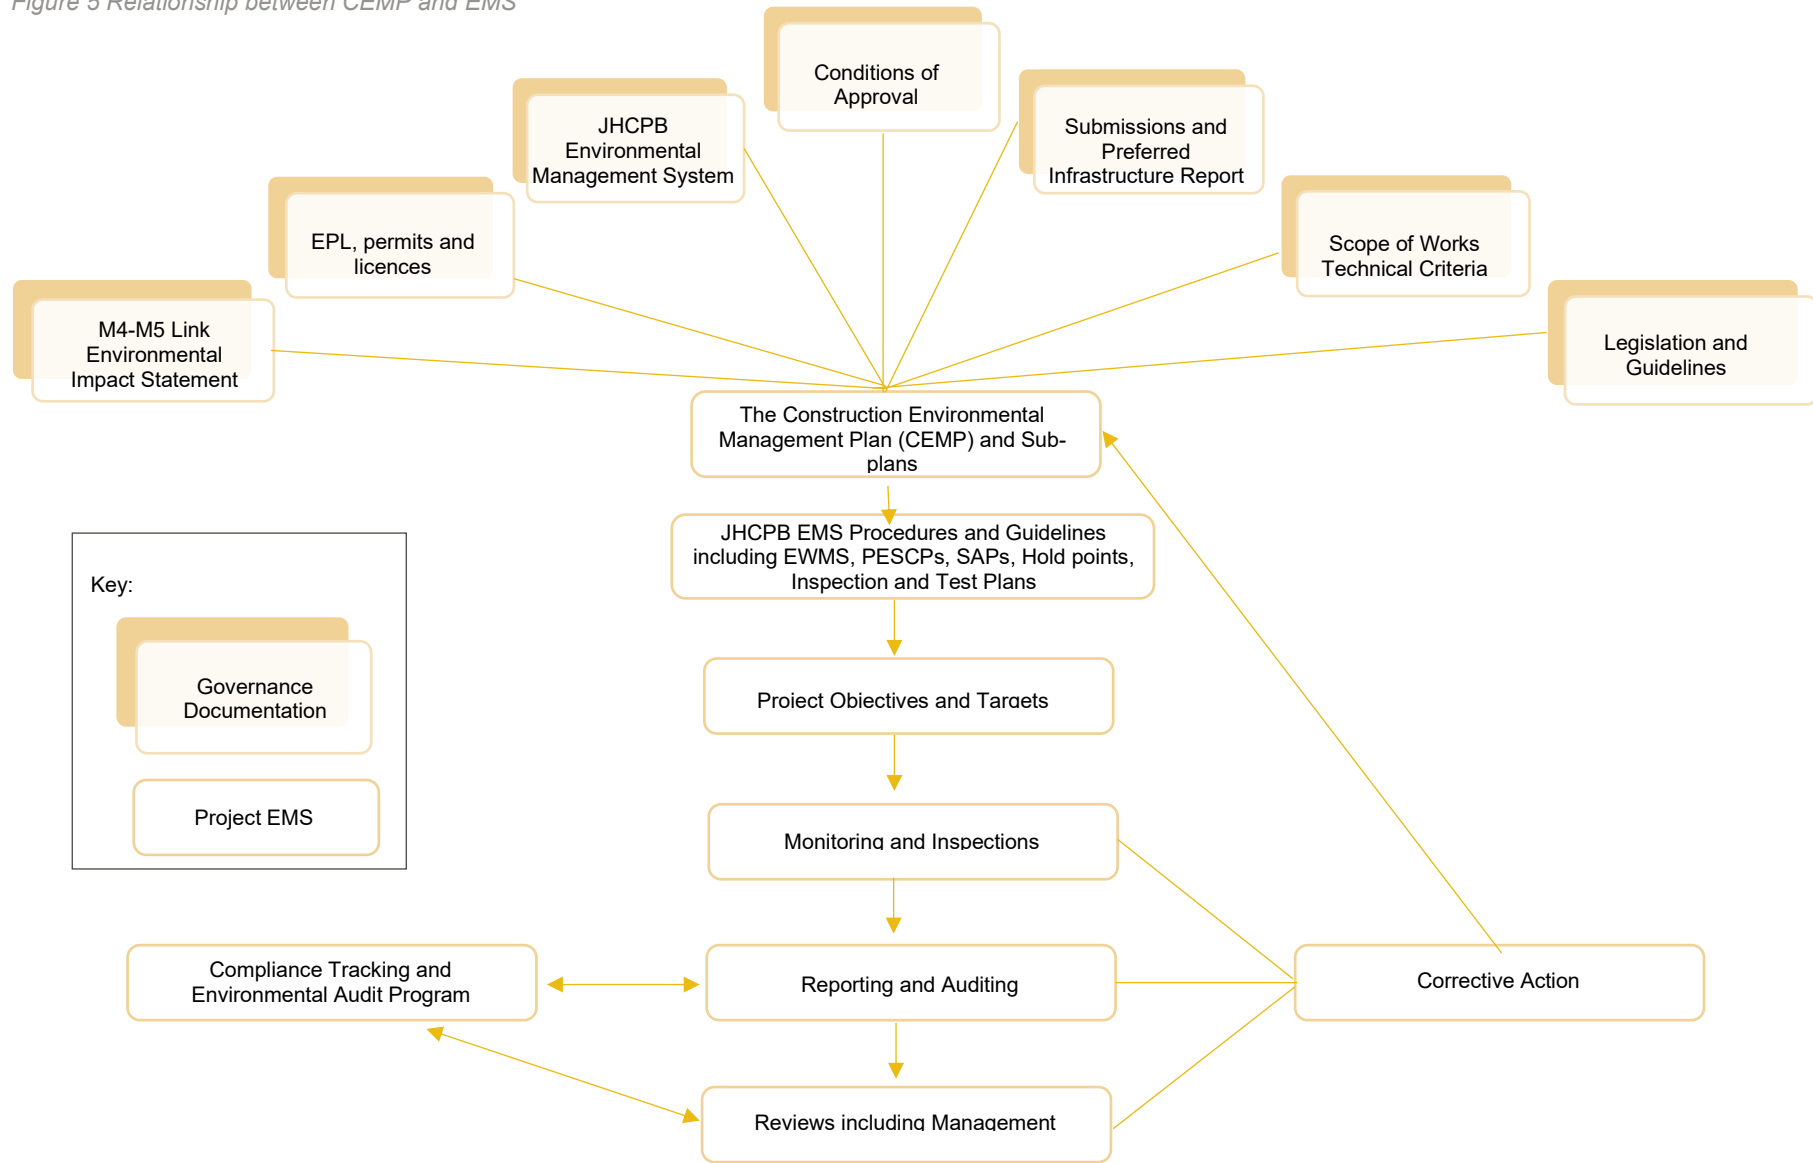 Figure 5 Relationship between CEMP and EMS
Conditions of
Approval
JHCPB
Environmental
Management System
Submissions and
Preferred
Infrastructure Report
EPL, permits and
licences
Scope of Works
Technical Criteria
M4-M5 Link
Environmental
Impact Statement
Legislation and
Guidelines
The Construction Environmental
Management Plan (CEMP) and Sub-
plans
JHCPB EMS Procedures and Guidelines
including EWMS, PESCPs, SAPs, Hold points,
Inspection and Test Plans
Key:
Governance
Documentation
Project EMS
Project Objectives and Targets
Monitoring and Inspections
Compliance Tracking and
Environmental Audit Program
Reporting and Auditing
Corrective Action
Reviews including Management